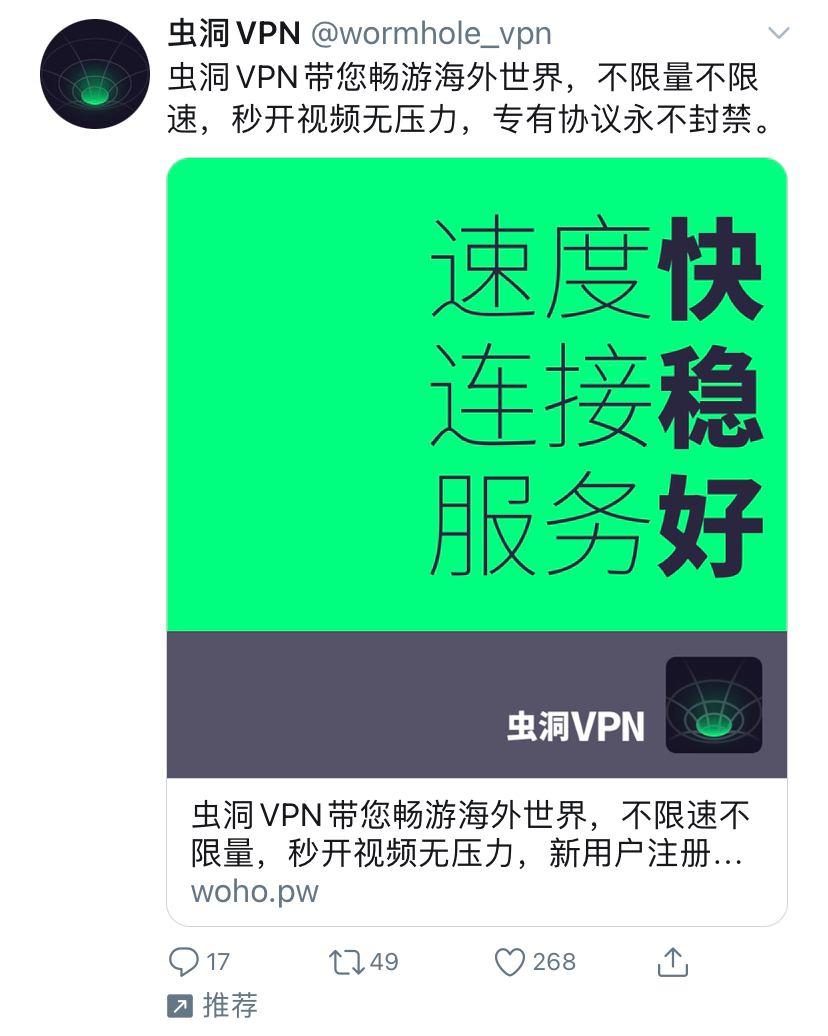 虫洞 VPN @wormhole_vpn
虫洞 VPN 带您畅游海外世界，不限量不限
速，秒开视频无压力，专有协议永不封禁。
速度快
连接稳
服务好
虫洞VPN
虫洞 VPN 带您畅游海外世界，不限速不
限量，秒开视频无压力，新用户注册...
woho.pw
17 49 268
推荐